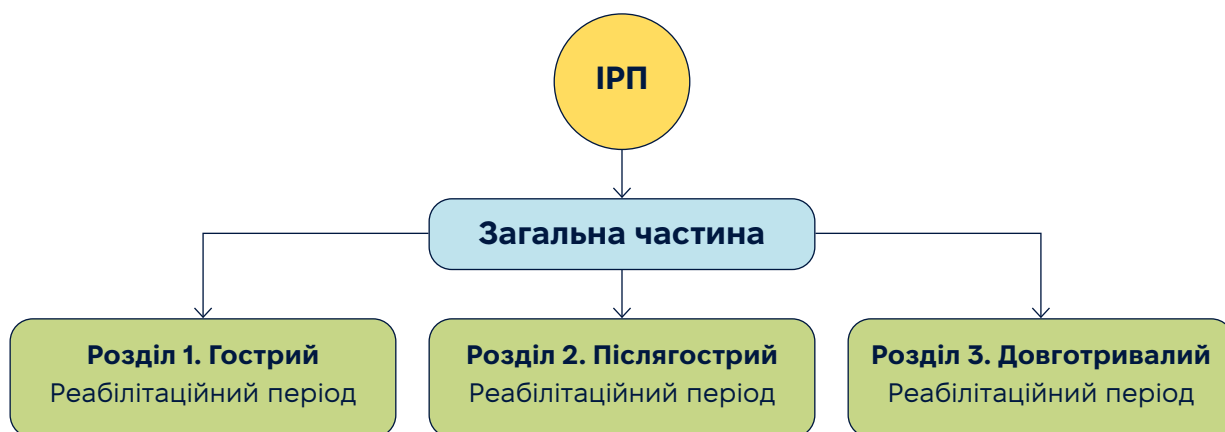 ІРП
Загальна частина
Розділ 1. Гострий
Реабілітаційний період
Розділ 2. Післягострий
Реабілітаційний період
Розділ 3. Довготривалий
Реабілітаційний період